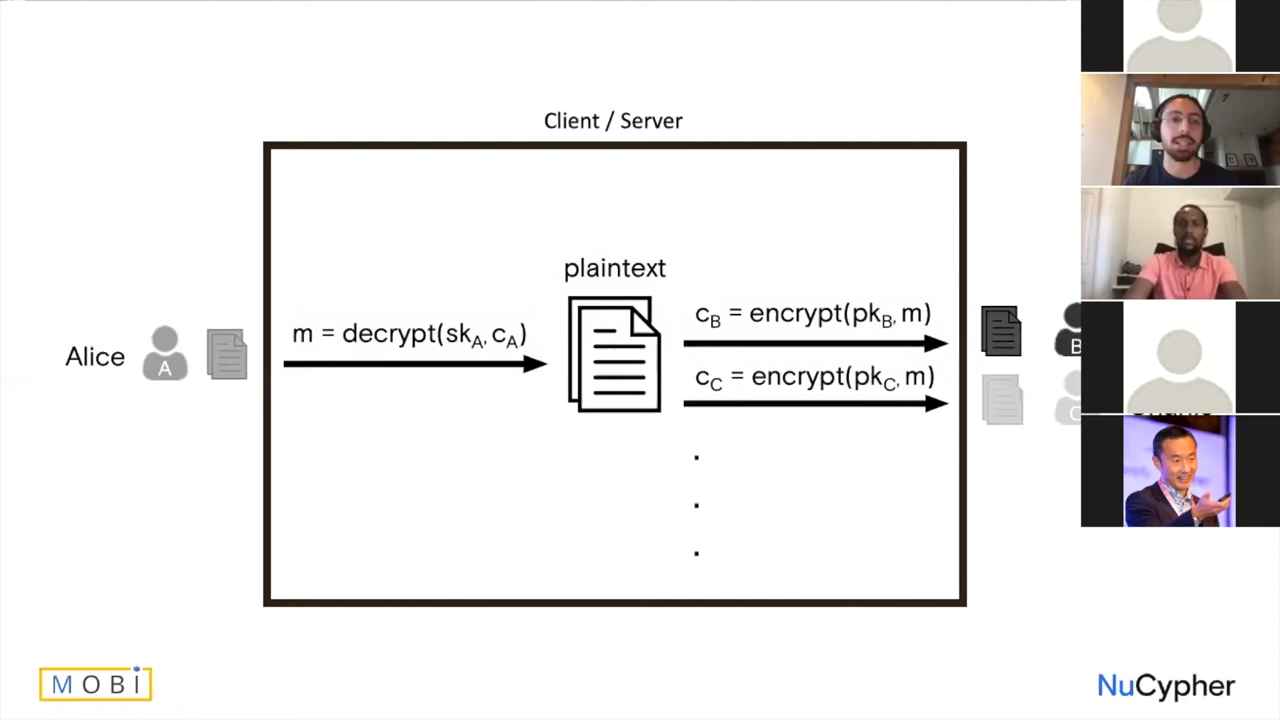 Client / Server
plaintext
m = decrypt(skA, cA)
cB = encrypt(pkB, m)
cC = encrypt(pkC, m)
Alice
A
B
C
.
.
.
MOBI
NuCypher